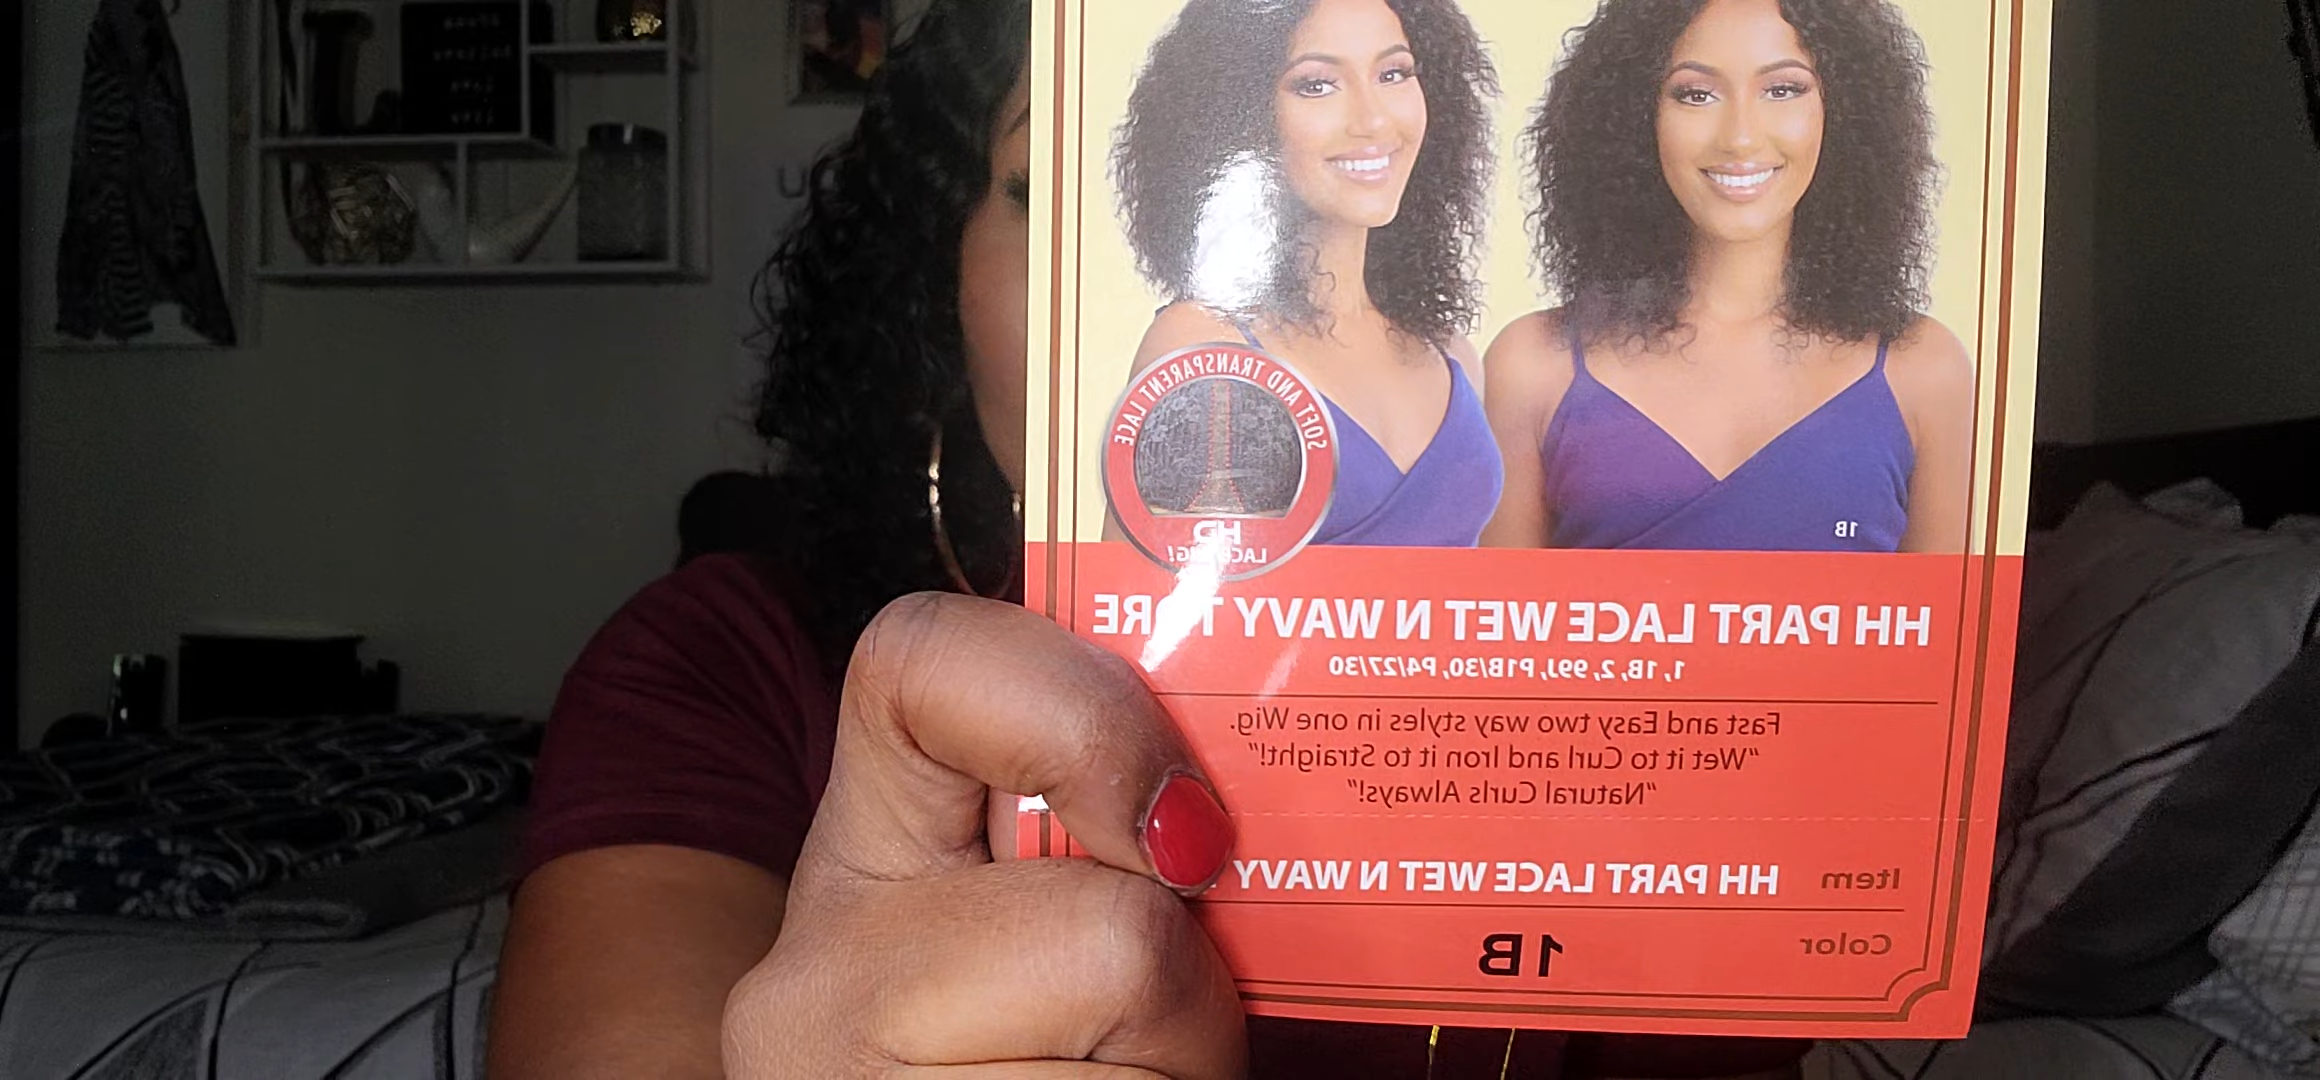 SOFT AND TRANSPARENT LACE
HD
1B
HH PART LACE WET N WAVY
1, 1B, 2, 99J, P1B/30, P4/27/30
Fast and Easy two way styles in one Wig.
"Wet it to Curl and Iron it to Straight!"
"Natural Curls Always!"
Item HH PART LACE WET N WAVY
Color 1B